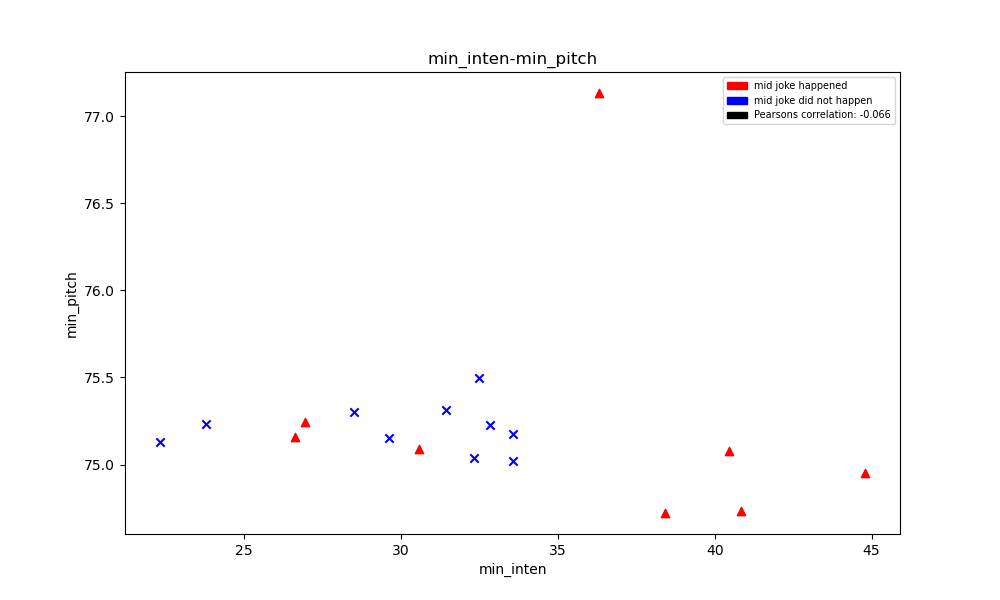 min_inten-min_pitch
mid joke happened
mid joke did not happen
Pearsons correlation: -0.066
77.0
76.5
76.0
75.5
75.0
min_pitch
25
30
35
40
45
min_inten